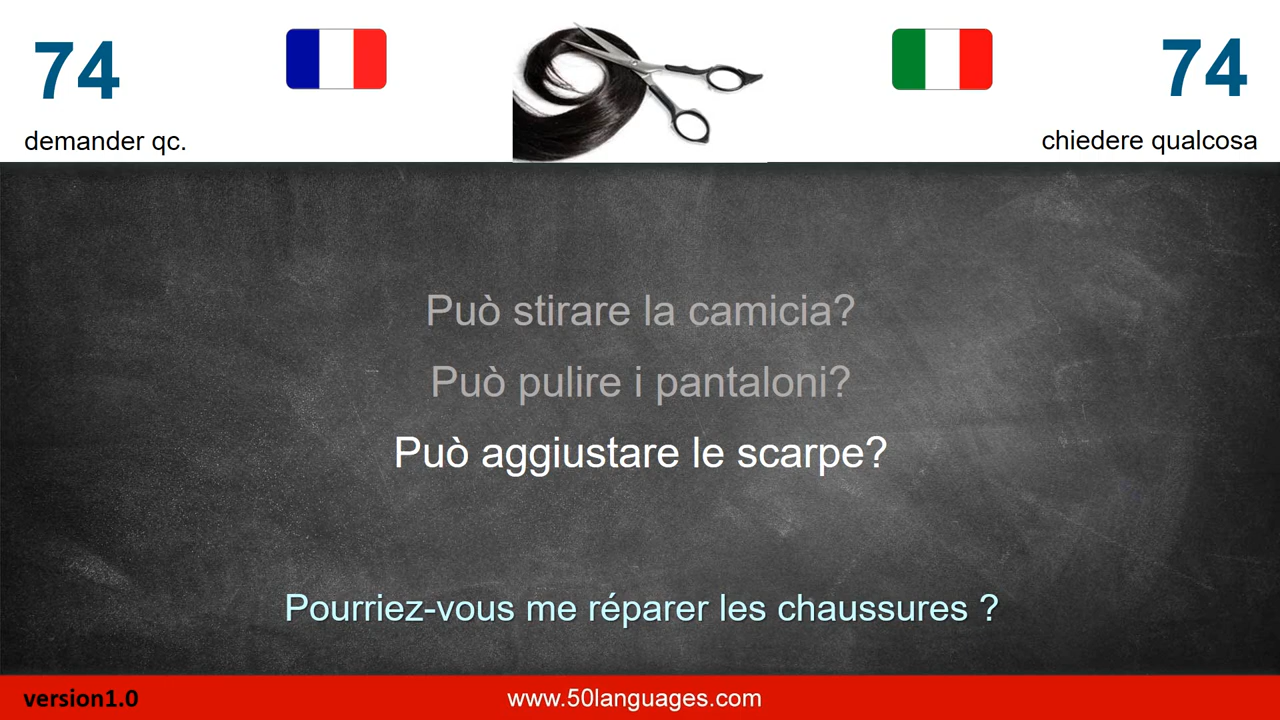 74
74
demander qc.
chiedere qualcosa
Può stirare la camicia?
Può pulire i pantaloni?
Può aggiustare le scarpe?
Pourriez-vous me réparer les chaussures ?
version1.0
www.50languages.com